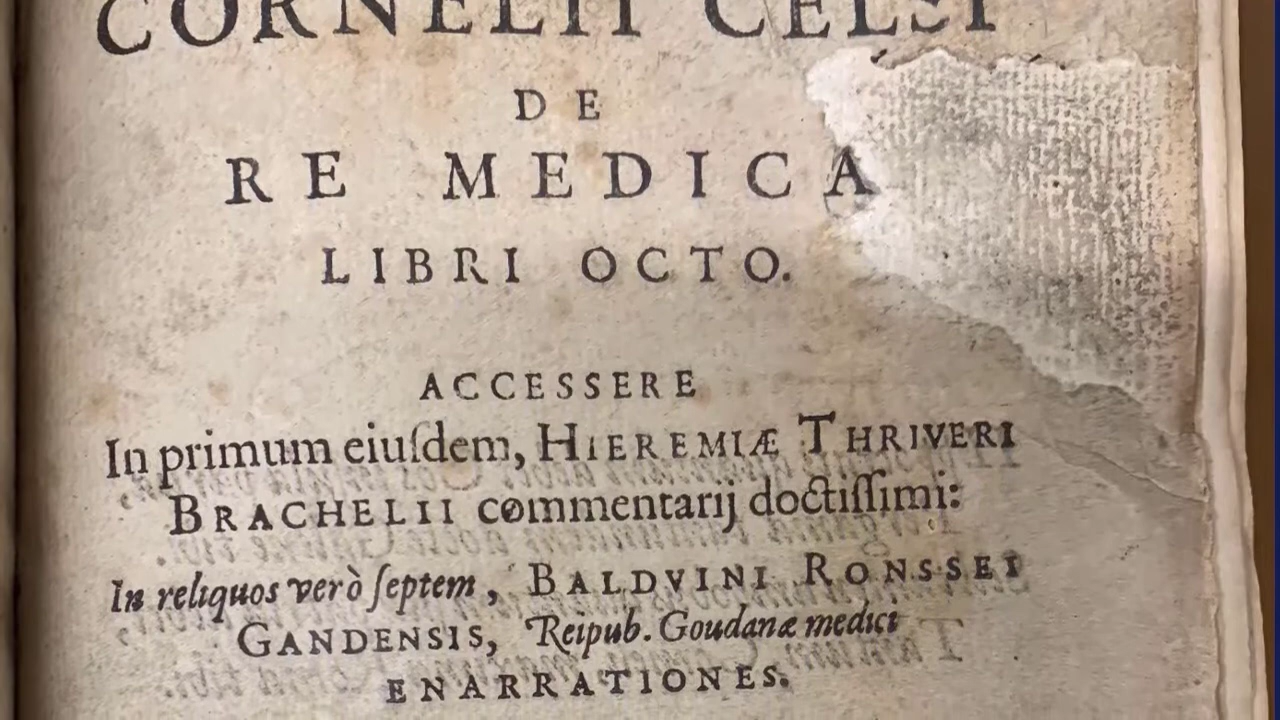 CORNELII CELSI
DE
RE MEDICA
LIBRI OCTO.
ACCESSERE
In primum eiuſdem, HIEREMIÆ THRIVERI
BRACHELII commentarij doctiſſimi:
In reliquos verò ſeptem, BALDVINI RONSSEI
GANDENSIS, Reipub. Goudanæ medici
ENARRATIONES.